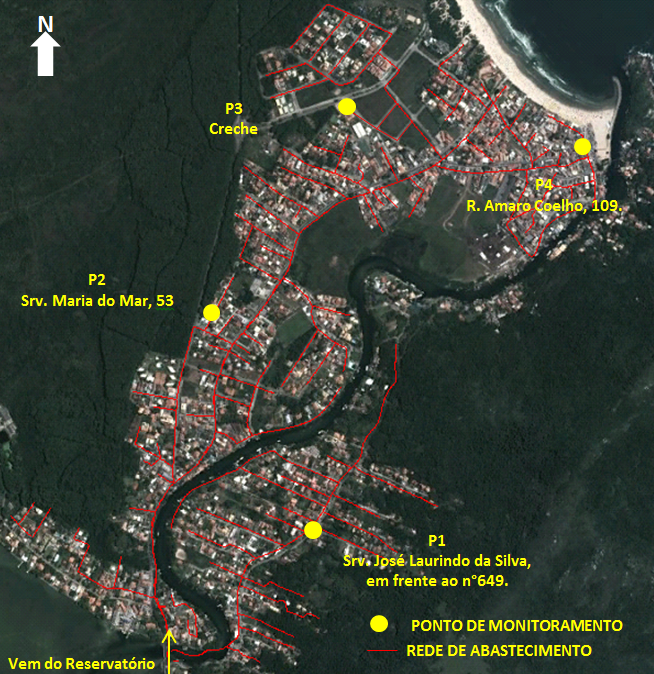 N
P3
Creche
P4
R. Amaro Coelho, 109.
P2
Srv. Maria do Mar, 53
P1
Srv. José Laurindo da Silva,
em frente ao n°649.
PONTO DE MONITORAMENTO
REDE DE ABASTECIMENTO
Vem do Reservatório